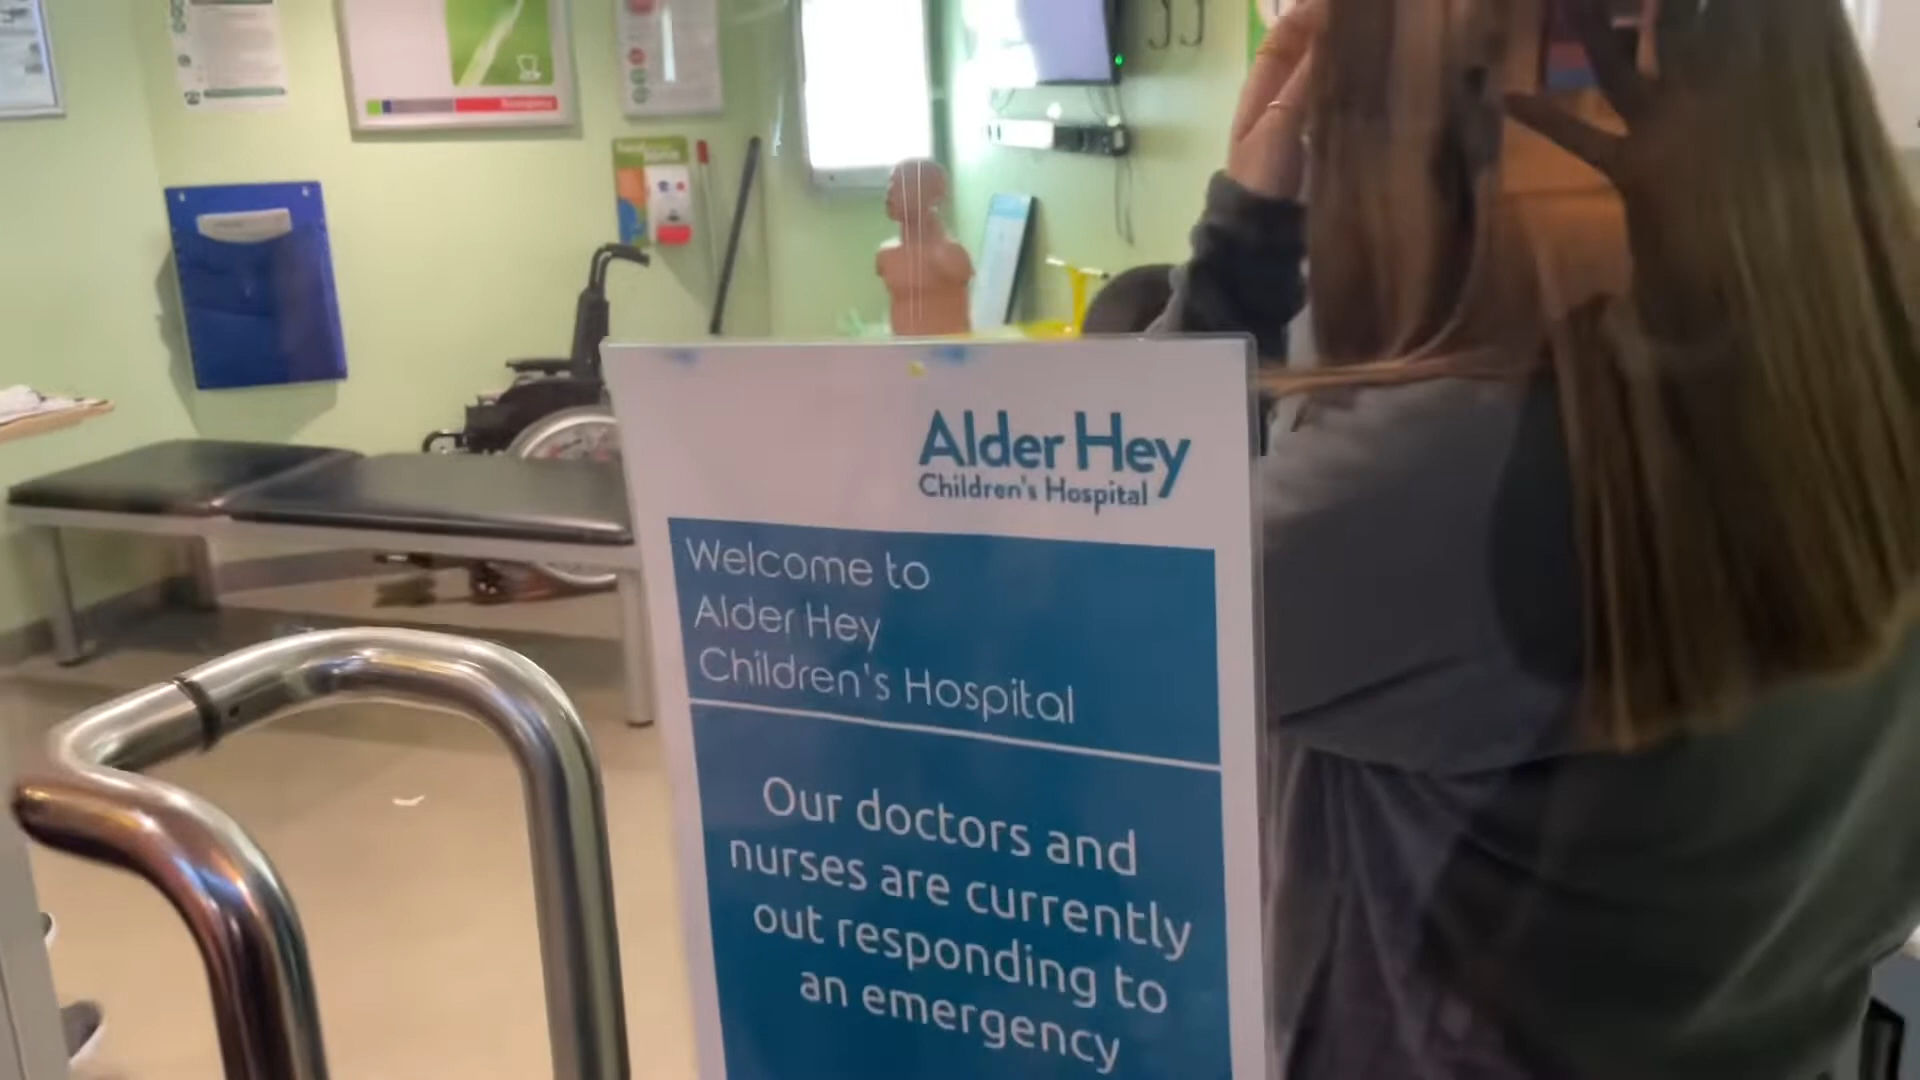 Alder Hey
Children's Hospital
Welcome to
Alder Hey
Children's Hospital
Our doctors and
nurses are currently
out responding to
an emergency